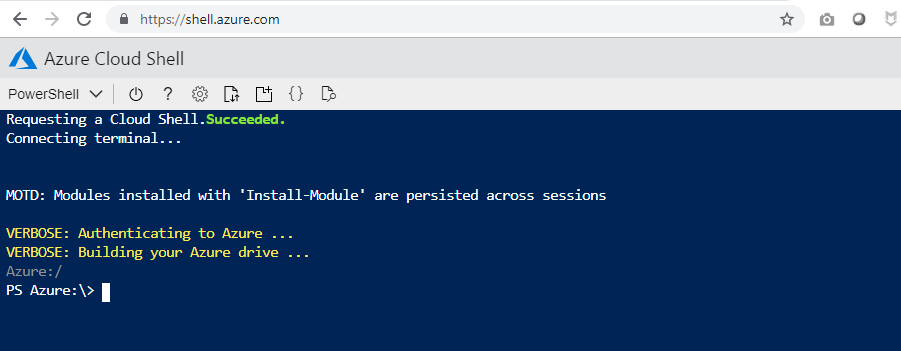 https://shell.azure.com
Azure Cloud Shell
PowerShell
?
{}
Requesting a Cloud Shell.Succeeded.
Connecting terminal...
MOTD: Modules installed with 'Install-Module' are persisted across sessions
VERBOSE: Authenticating to Azure ...
VERBOSE: Building your Azure drive ...
Azure:/
PS Azure:\>